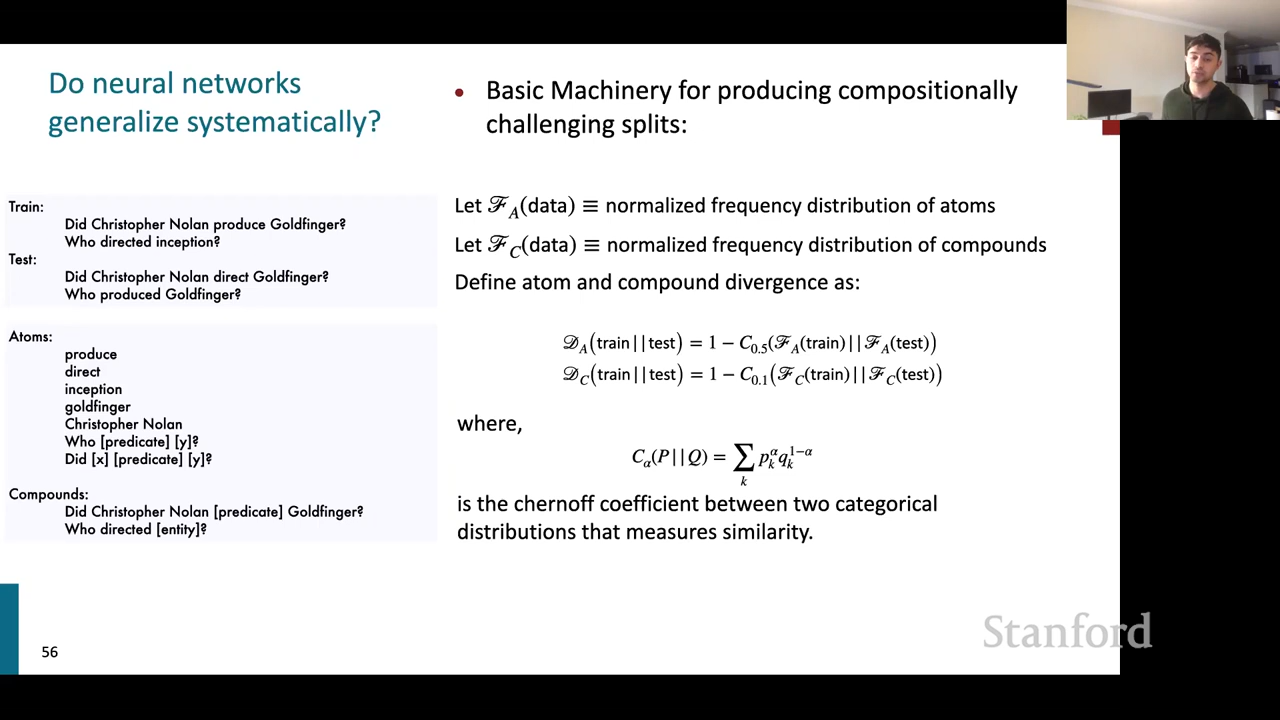 Do neural networks
generalize systematically?
Train:
Did Christopher Nolan produce Goldfinger?
Who directed inception?
Test:
Did Christopher Nolan direct Goldfinger?
Who produced Goldfinger?
Atoms:
produce
direct
inception
goldfinger
Christopher Nolan
Who [predicate] [y]?
Did [x] [predicate] [y]?
Compounds:
Did Christopher Nolan [predicate] Goldfinger?
Who directed [entity]?
56
• Basic Machinery for producing compositionally
challenging splits:
Let ℱ_A(data) ≡ normalized frequency distribution of atoms
Let ℱ_C(data) ≡ normalized frequency distribution of compounds
Define atom and compound divergence as:
𝒟_A(train||test) = 1 − C_0.5(ℱ_A(train)||ℱ_A(test))
𝒟_C(train||test) = 1 − C_0.1(ℱ_C(train)||ℱ_C(test))
where,
C_α(P||Q) = ∑_k p_k^α q_k^{1−α}
is the chernoff coefficient between two categorical
distributions that measures similarity.
Stanford